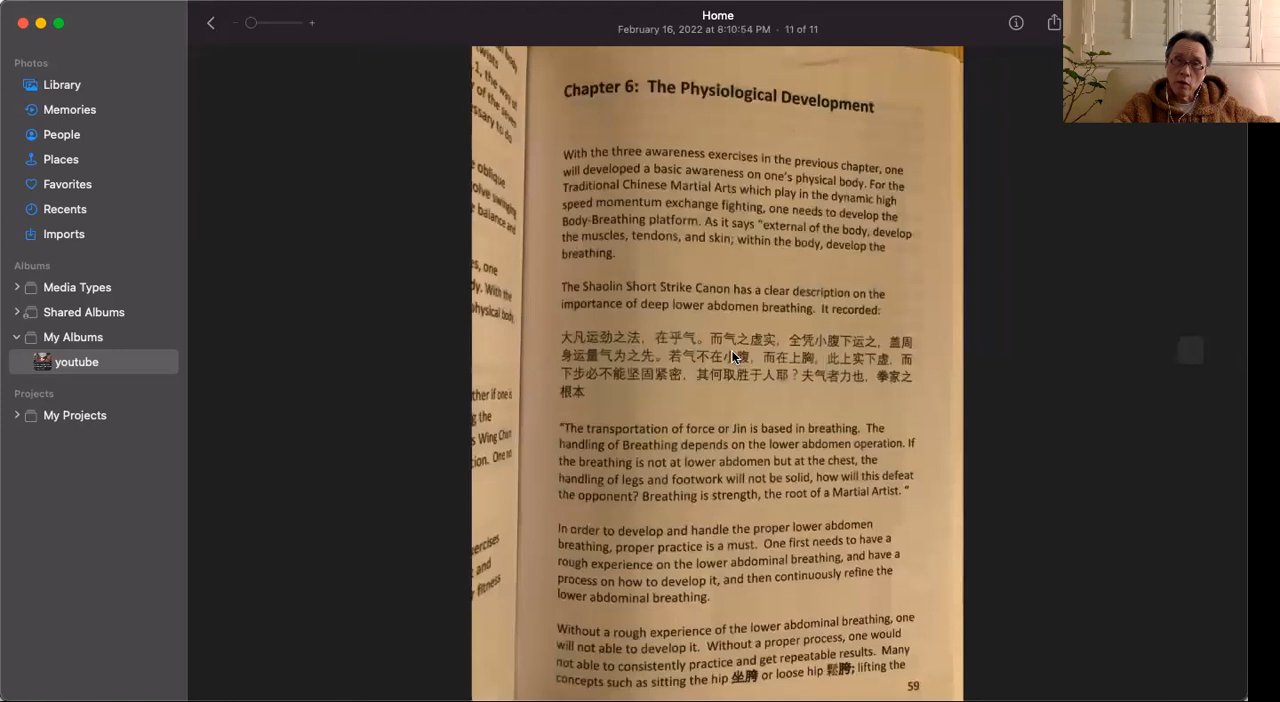 Home
February 16, 2022 at 8:10:54 PM · 11 of 11
Photos
Library
Memories
People
Places
Favorites
Recents
Imports
Albums
Media Types
Shared Albums
My Albums
youtube
Projects
My Projects
Chapter 6: The Physiological Development
With the three awareness exercises in the previous chapter, one
will developed a basic awareness on one's physical body. For the
Traditional Chinese Martial Arts which play in the dynamic high
speed momentum exchange fighting, one needs to develop the
Body-Breathing platform. As it says "external of the body, develop
the muscles, tendons, and skin; within the body, develop the
breathing.
The Shaolin Short Strike Canon has a clear description on the
importance of deep lower abdomen breathing. It recorded:
大凡运劲之法，在乎气。而气之虚实，全凭小腹下运之，盖周
身运量气为之先。若气不在小腹，而在上胸，此上实下虚，而
下步必不能坚固紧密，其何取胜于人耶？夫气者力也，拳家之
根本
"The transportation of force or Jin is based in breathing. The
handling of Breathing depends on the lower abdomen operation. If
the breathing is not at lower abdomen but at the chest, the
handling of legs and footwork will not be solid, how will this defeat
the opponent? Breathing is strength, the root of a Martial Artist. "
In order to develop and handle the proper lower abdomen
breathing, proper practice is a must. One first needs to have a
rough experience on the lower abdominal breathing, and have a
process on how to develop it, and then continuously refine the
lower abdominal breathing.
Without a rough experience of the lower abdominal breathing, one
will not able to develop it. Without a proper process, one would
not able to consistently practice and get repeatable results. Many
concepts such as sitting the hip 坐胯 or loose hip 鬆胯; lifting the
59